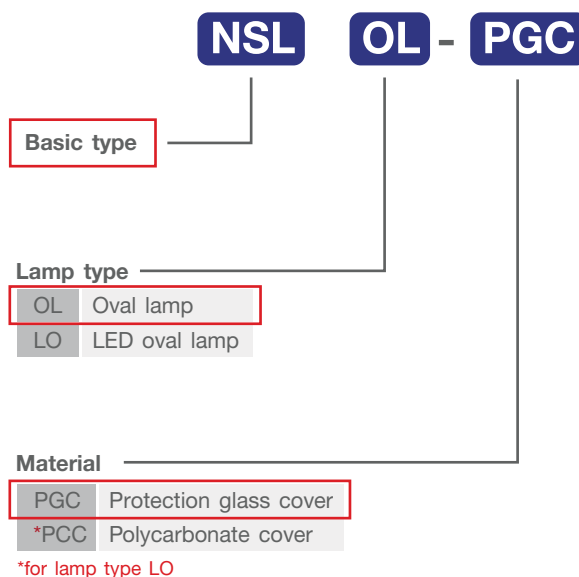 NSL OL - PGC
Basic type
Lamp type
OL Oval lamp
LO LED oval lamp
Material
PGC Protection glass cover
*PCC Polycarbonate cover
*for lamp type LO